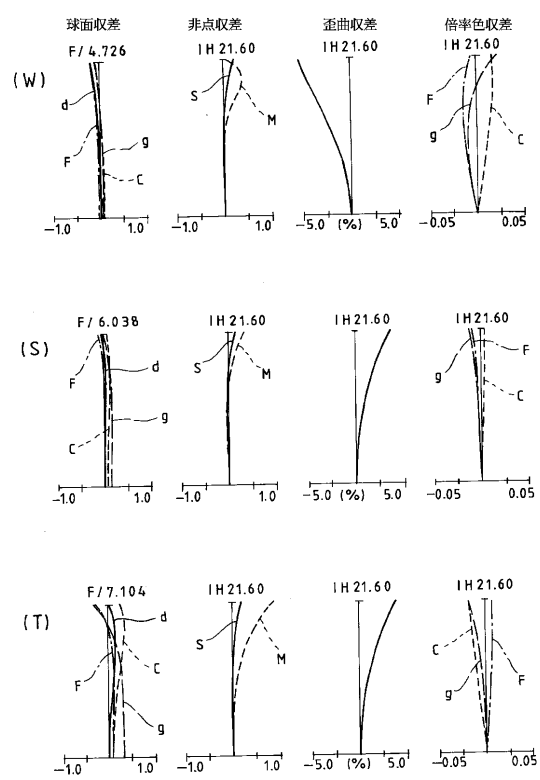 球面収差 非点収差 歪曲収差 倍率色収差
F/4.726 IH21.60 IH21.60 IH21.60
(W)
d S F
M
F g g C
C
−1.0 1.0 −1.0 1.0 −5.0 (%) 5.0 −0.05 0.05
F/6.038 IH21.60 IH21.60 IH21.60
(S)
F d S M g F
C
g
C
−1.0 1.0 −1.0 1.0 −5.0 (%) 5.0 −0.05 0.05
F/7.104 IH21.60 IH21.60 IH21.60
(T)
d
S C
C M F
F g
g
−1.0 1.0 −1.0 1.0 −5.0 (%) 5.0 −0.05 0.05